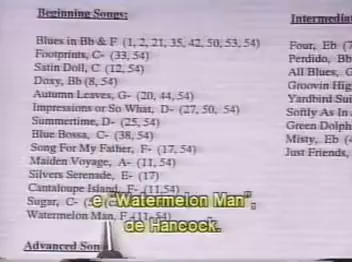 Beginning Songs:
Blues in Bb & F (1, 2, 21, 35, 42, 50, 53, 54)
Footprints, C- (33, 54)
Satin Doll, C (12, 54)
Doxy, Bb (8, 54)
Autumn Leaves, G- (20, 44, 54)
Impressions or So What, D- (27, 50, 54)
Summertime, D- (25, 54)
Blue Bossa, C- (38, 54)
Song For My Father, F- (17, 54)
Maiden Voyage, A- (11, 54)
Silvers Serenade, E- (17)
Cantaloupe Island, F- (11,54)
Sugar, C-
Watermelon Man, F (11, 54)
Advanced Son
Intermediat
Four, Eb
Perdido, Bb
All Blues, G
Groovin Hig
Yardbird Sui
Softly As In
Green Dolph
Misty, Eb
Just Friends,
e "Watermelon Man",
de Hancock.